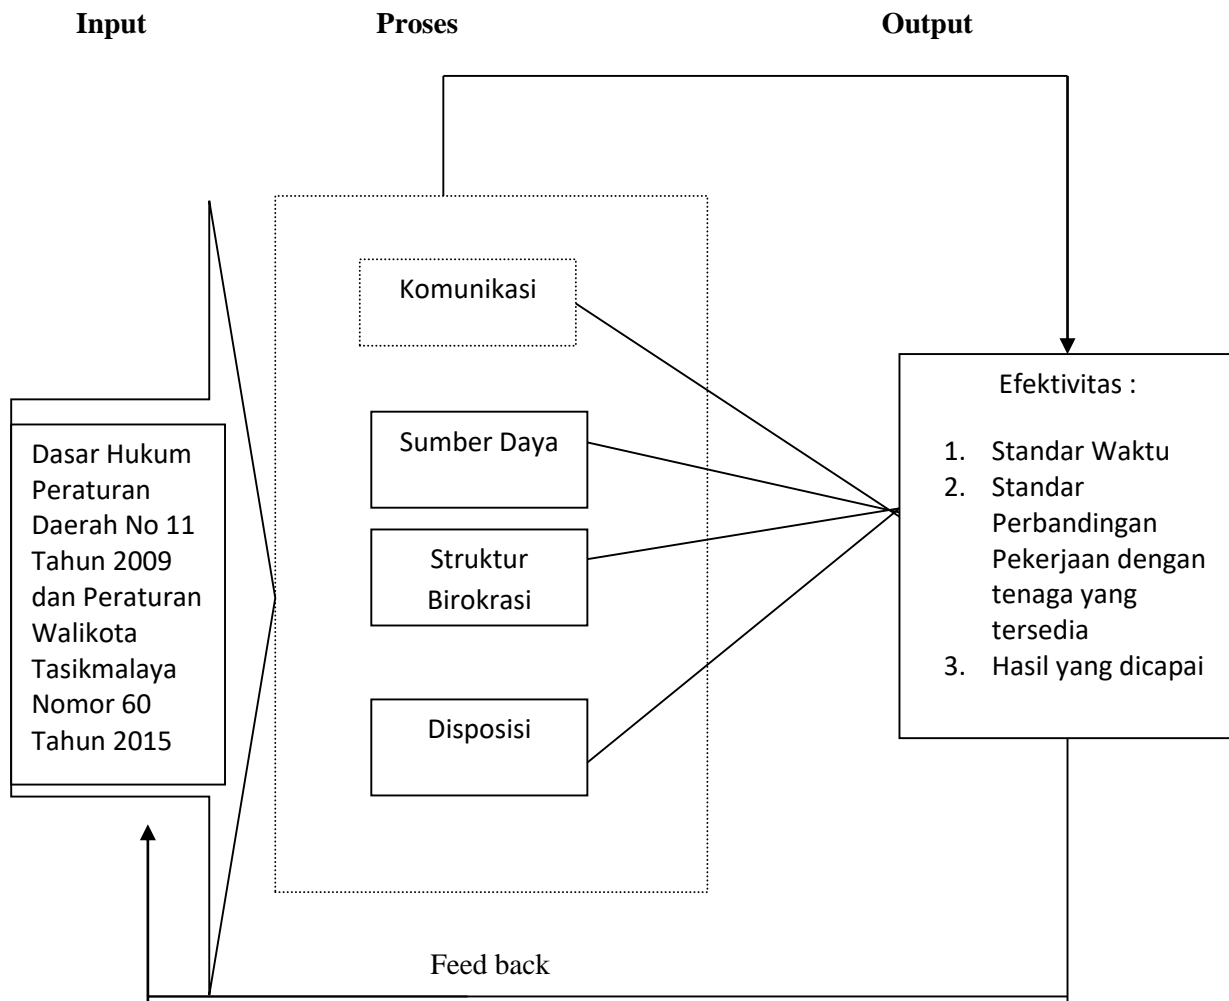 Input Proses Output
Komunikasi
Sumber Daya
Struktur
Birokrasi
Disposisi
Dasar Hukum
Peraturan
Daerah No 11
Tahun 2009
dan Peraturan
Walikota
Tasikmalaya
Nomor 60
Tahun 2015
Efektivitas :
1. Standar Waktu
2. Standar
Perbandingan
Pekerjaan dengan
tenaga yang
tersedia
3. Hasil yang dicapai
Feed back